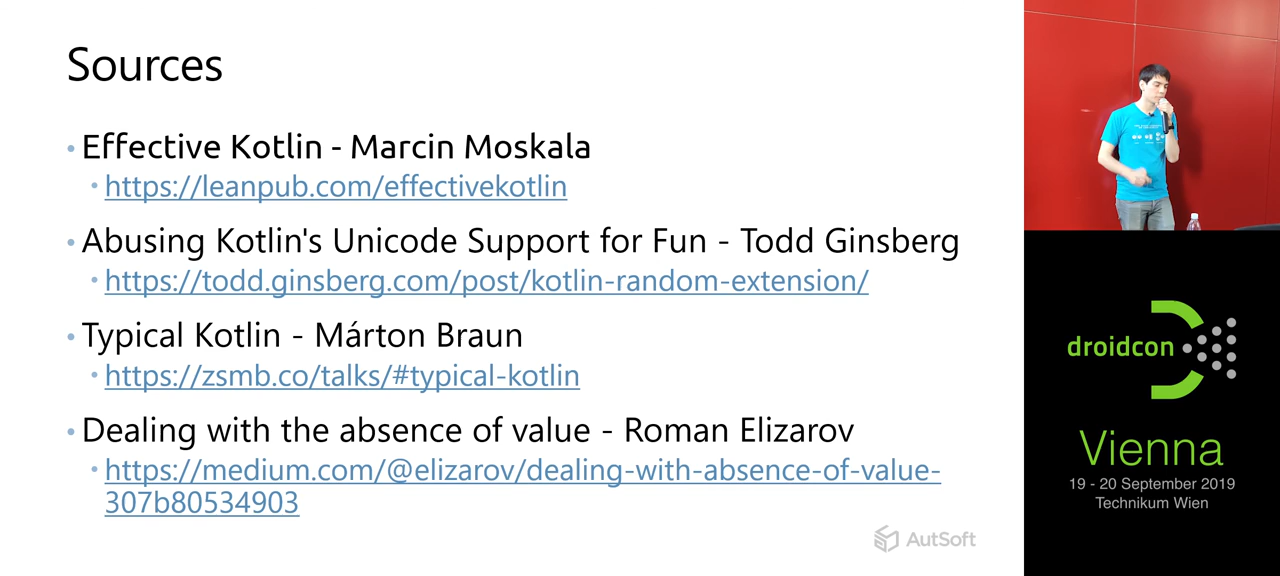 Sources
Effective Kotlin - Marcin Moskala
https://leanpub.com/effectivekotlin
Abusing Kotlin's Unicode Support for Fun - Todd Ginsberg
https://todd.ginsberg.com/post/kotlin-random-extension/
Typical Kotlin - Márton Braun
https://zsmb.co/talks/#typical-kotlin
Dealing with the absence of value - Roman Elizarov
https://medium.com/@elizarov/dealing-with-absence-of-value-
307b80534903
AutSoft
droidcon
Vienna
19 - 20 September 2019
Technikum Wien